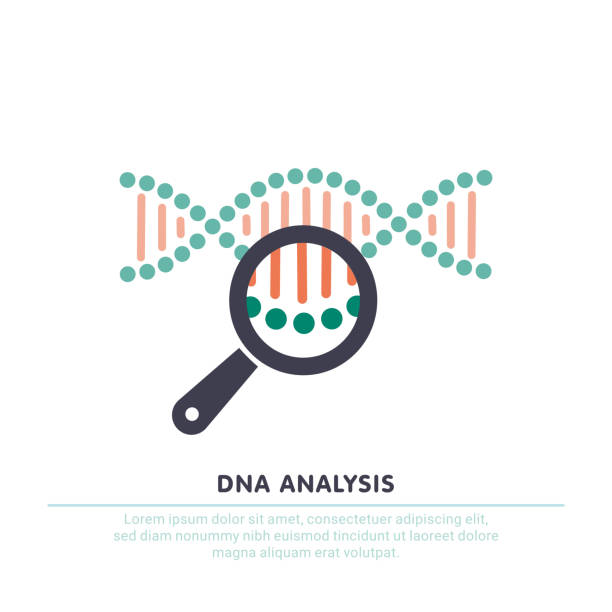 DNA ANALYSIS
Lorem ipsum dolor sit amet, consectetuer adipiscing elit,
sed diam nonummy nibh euismod tincidunt ut laoreet dolore
magna aliquam erat volutpat.